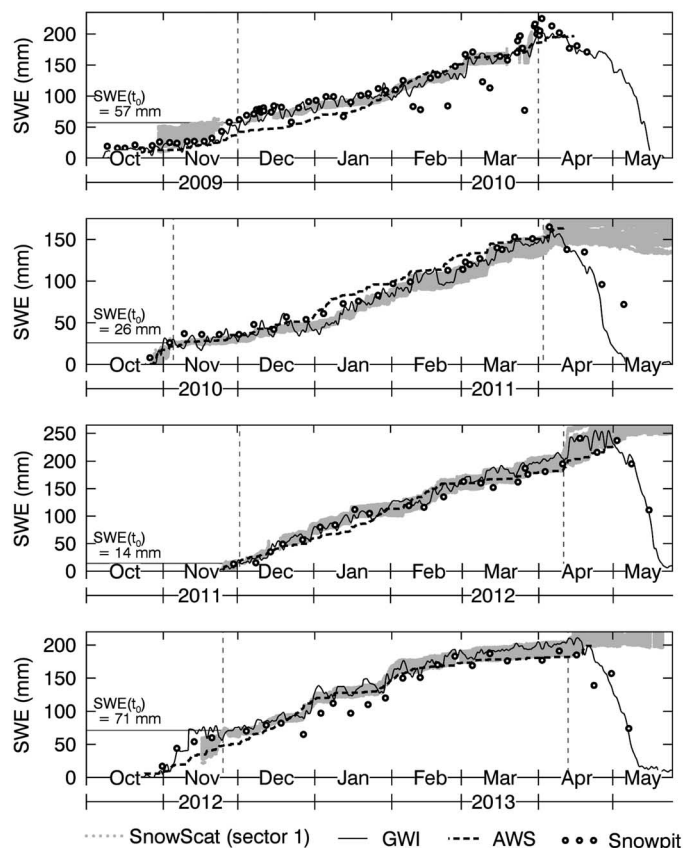 SWE (mm)
200
150
100
50
0
SWE(t₀)
= 57 mm
Oct Nov Dec Jan Feb Mar Apr May
2009 2010
SWE (mm)
150
100
50
0
SWE(t₀)
= 26 mm
Oct Nov Dec Jan Feb Mar Apr May
2010 2011
SWE (mm)
250
200
150
100
50
0
SWE(t₀)
= 14 mm
Oct Nov Dec Jan Feb Mar Apr May
2011 2012
SWE (mm)
200
150
100
50
0
SWE(t₀)
= 71 mm
Oct Nov Dec Jan Feb Mar Apr May
2012 2013
SnowScat (sector 1) GWI AWS Snowpit